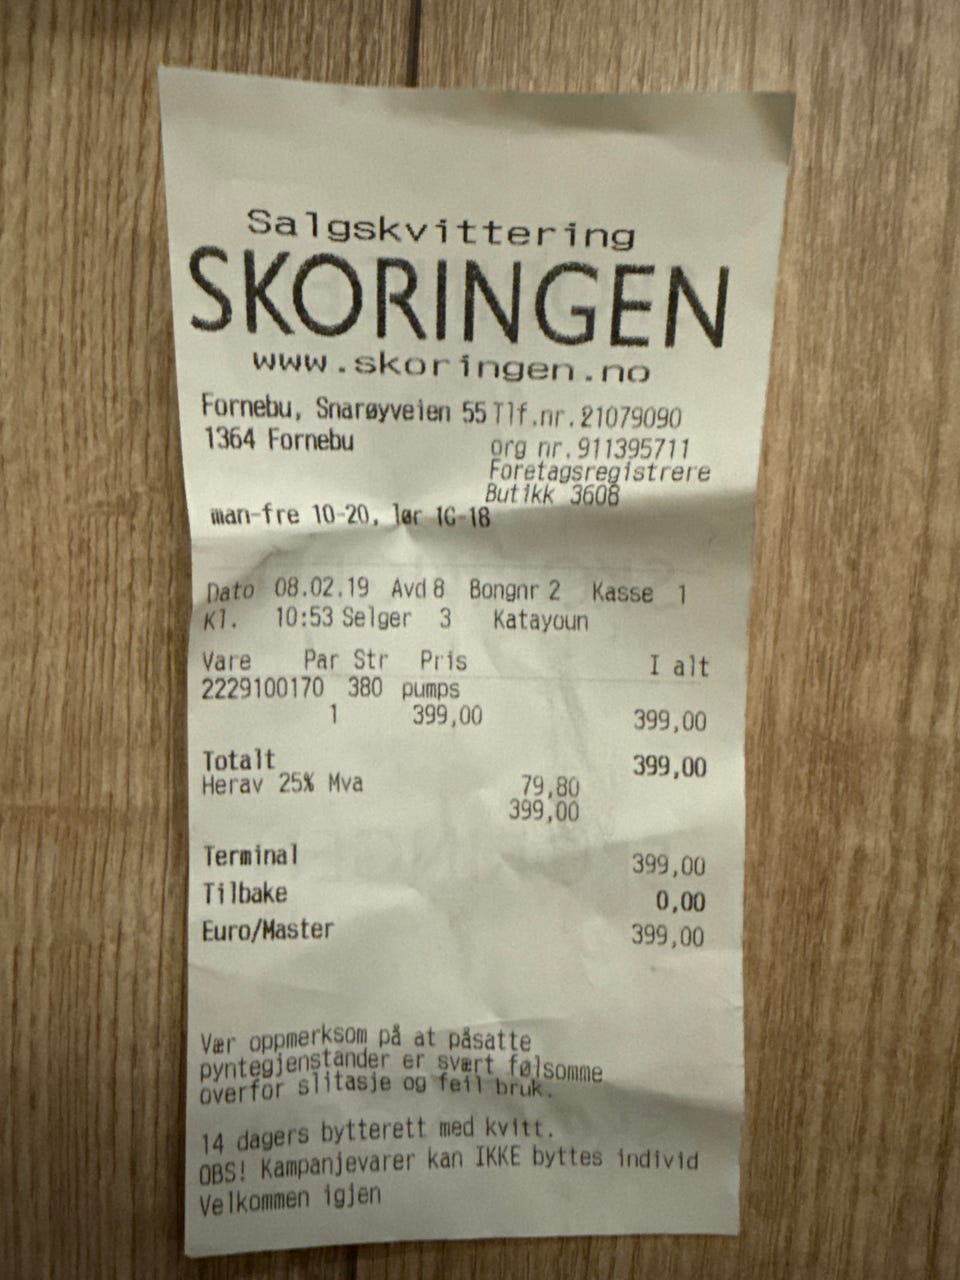 Salgskvittering
SKORINGEN
www.skoringen.no
Fornebu, Snarøyveien 55 Tlf.nr. 21079090
1364 Fornebu
org nr. 911395711
Foretagsregistrere
Butikk 3608
man-fre 10-20, lør 10-18
Dato 08.02.19 Avd 8 Bongnr 2 Kasse 1
Kl. 10:53 Selger 3 Katayoun
Vare Par Str Pris I alt
2229100170 380 pumps
1 399,00 399,00
Totalt 399,00
Herav 25% Mva 79,80
399,00
Terminal 399,00
Tilbake 0,00
Euro/Master 399,00
Vær oppmerksom på at påsatte
pyntegjenstander er svært følsomme
overfor slitasje og feil bruk.
14 dagers bytterett med kvitt.
OBS! Kampanjevarer kan IKKE byttes individ
Velkommen igjen